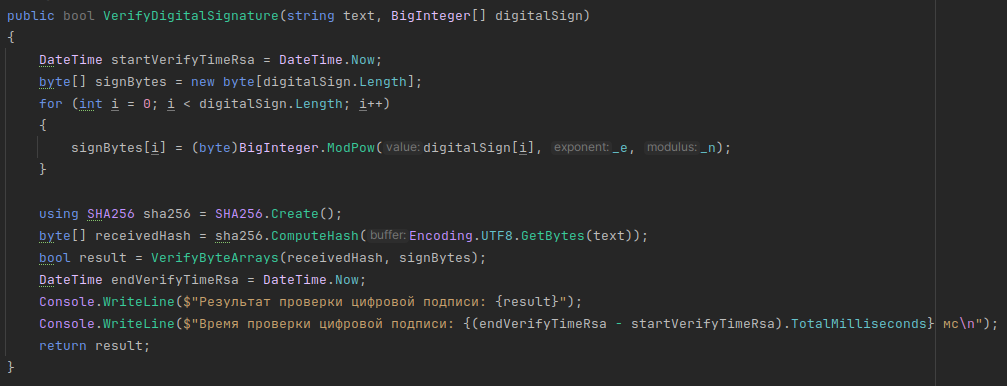 public bool VerifyDigitalSignature(string text, BigInteger[] digitalSign)
{
    DateTime startVerifyTimeRsa = DateTime.Now;
    byte[] signBytes = new byte[digitalSign.Length];
    for (int i = 0; i < digitalSign.Length; i++)
    {
        signBytes[i] = (byte)BigInteger.ModPow(value:digitalSign[i], exponent:_e, modulus:_n);
    }
    using SHA256 sha256 = SHA256.Create();
    byte[] receivedHash = sha256.ComputeHash(buffer:Encoding.UTF8.GetBytes(text));
    bool result = VerifyByteArrays(receivedHash, signBytes);
    DateTime endVerifyTimeRsa = DateTime.Now;
    Console.WriteLine($"Результат проверки цифровой подписи: {result}");
    Console.WriteLine($"Время проверки цифровой подписи: {(endVerifyTimeRsa - startVerifyTimeRsa).TotalMilliseconds} мс\n");
    return result;
}